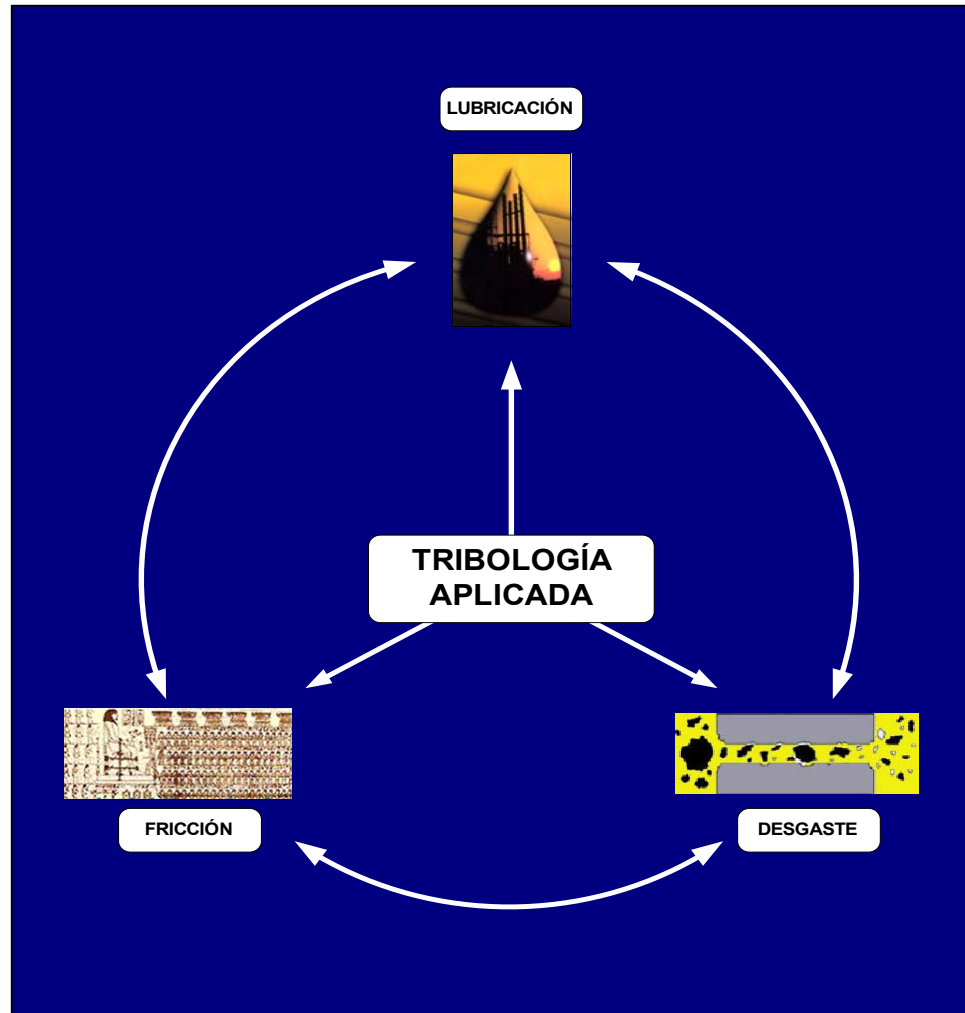 LUBRICACIÓN
TRIBOLOGÍA
APLICADA
FRICCIÓN
DESGASTE